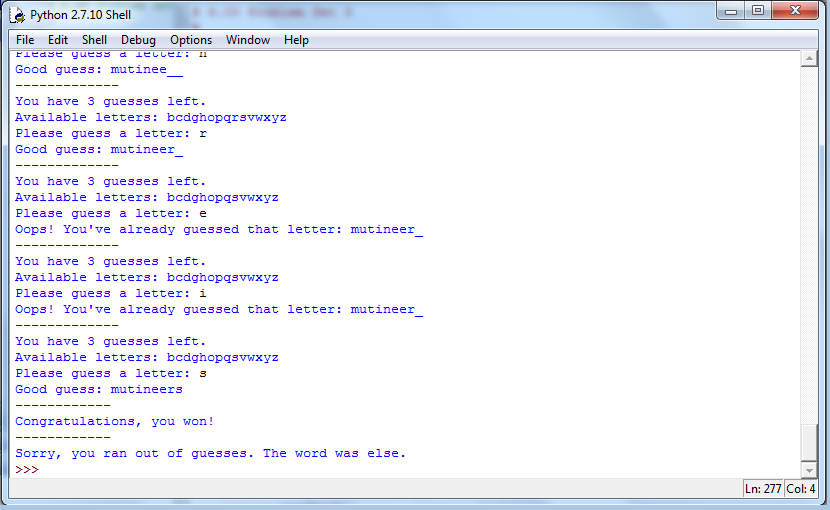 Python 2.7.10 Shell
File Edit Shell Debug Options Window Help
Please guess a letter: n
Good guess: mutinee__
-------------
You have 3 guesses left.
Available letters: bcdghopqrsvwxyz
Please guess a letter: r
Good guess: mutineer_
-------------
You have 3 guesses left.
Available letters: bcdghopqsvwxyz
Please guess a letter: e
Oops! You've already guessed that letter: mutineer_
-------------
You have 3 guesses left.
Available letters: bcdghopqsvwxyz
Please guess a letter: i
Oops! You've already guessed that letter: mutineer_
-------------
You have 3 guesses left.
Available letters: bcdghopqsvwxyz
Please guess a letter: s
Good guess: mutineers
------------
Congratulations, you won!
------------
Sorry, you ran out of guesses. The word was else.
>>>
Ln: 277 Col: 4